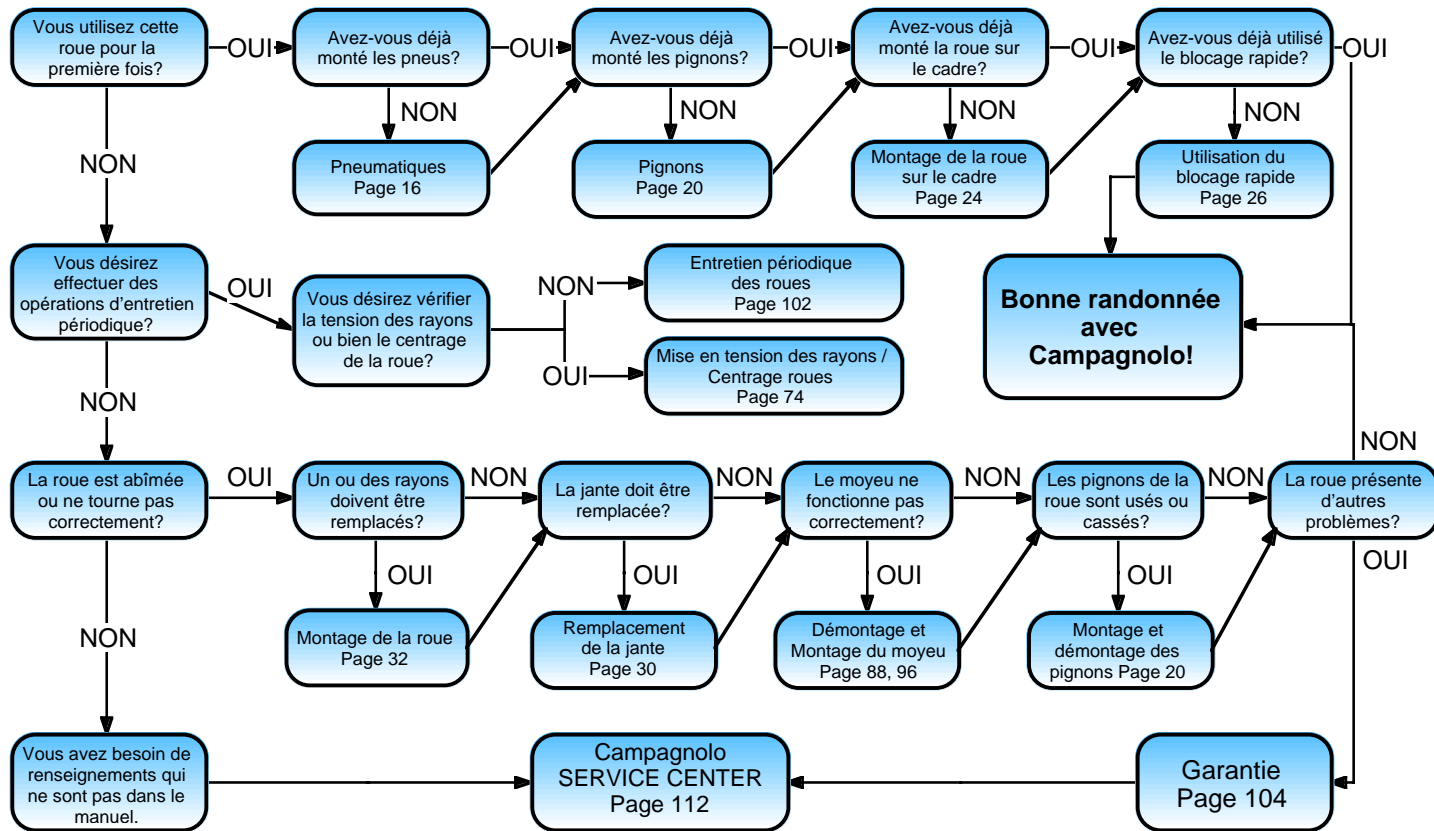 Vous utilisez cette
roue pour la
première fois?
OUI
Avez-vous déjà
monté les pneus?
OUI
Avez-vous déjà
monté les pignons?
OUI
Avez-vous déjà
monté la roue sur
le cadre?
OUI
Avez-vous déjà utilisé
le blocage rapide?
OUI
NON
NON
NON
NON
NON
Pneumatiques
Page 16
Pignons
Page 20
Montage de la roue
sur le cadre
Page 24
Utilisation du
blocage rapide
Page 26
Vous désirez
effectuer des
opérations d'entretien
périodique?
OUI
Vous désirez vérifier
la tension des rayons
ou bien le centrage
de la roue?
NON
Entretien périodique
des roues
Page 102
OUI
Mise en tension des rayons /
Centrage roues
Page 74
Bonne randonnée
avec
Campagnolo!
NON
NON
La roue est abîmée
ou ne tourne pas
correctement?
OUI
Un ou des rayons
doivent être
remplacés?
NON
La jante doit être
remplacée?
NON
Le moyeu ne
fonctionne pas
correctement?
NON
Les pignons de la
roue sont usés ou
cassés?
NON
La roue présente
d'autres
problèmes?
OUI
OUI
OUI
OUI
OUI
NON
Montage de la roue
Page 32
Remplacement
de la jante
Page 30
Démontage et
Montage du moyeu
Page 88, 96
Montage et
démontage des
pignons Page 20
Vous avez besoin de
renseignements qui
ne sont pas dans le
manuel.
Campagnolo
SERVICE CENTER
Page 112
Garantie
Page 104